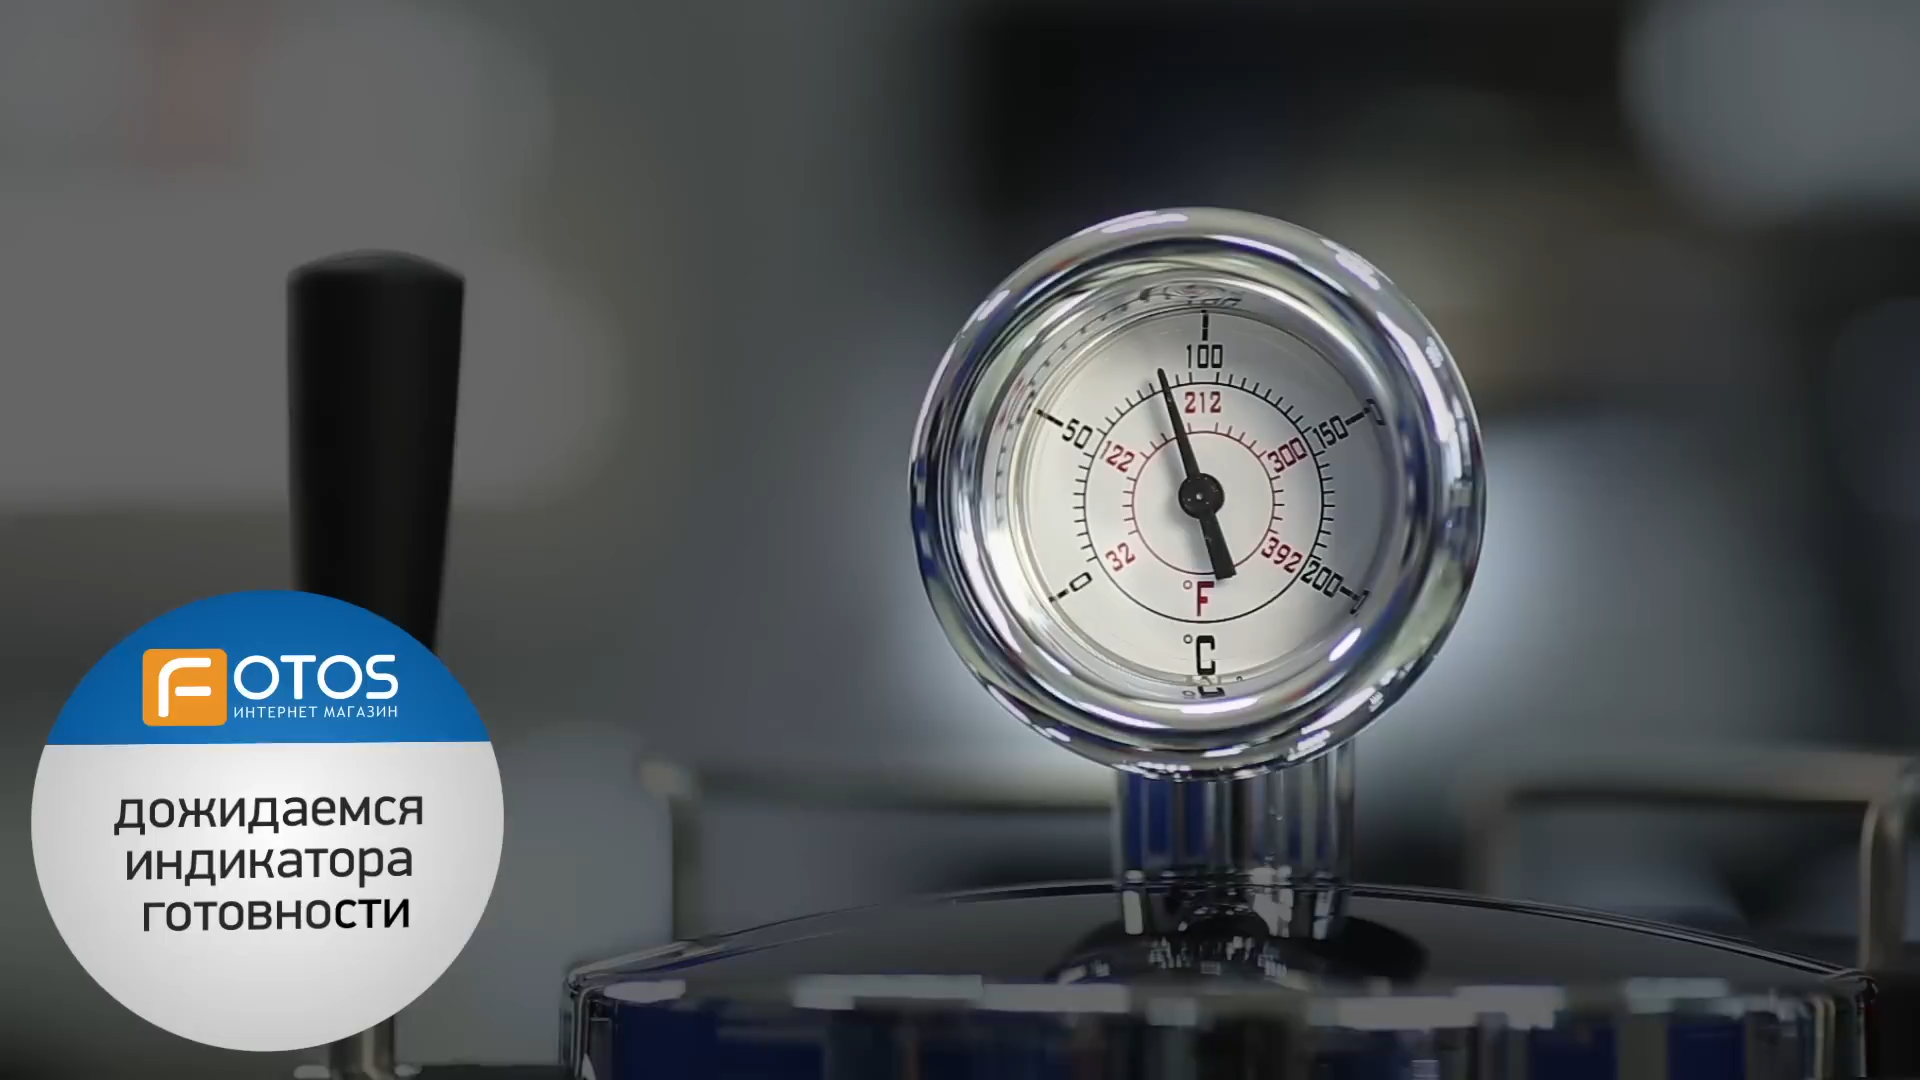 100
212
50
122
150
300
32
392
0
200
°F
°C
FOTOS
ИНТЕРНЕТ МАГАЗИН
дожидаемся
индикатора
готовности